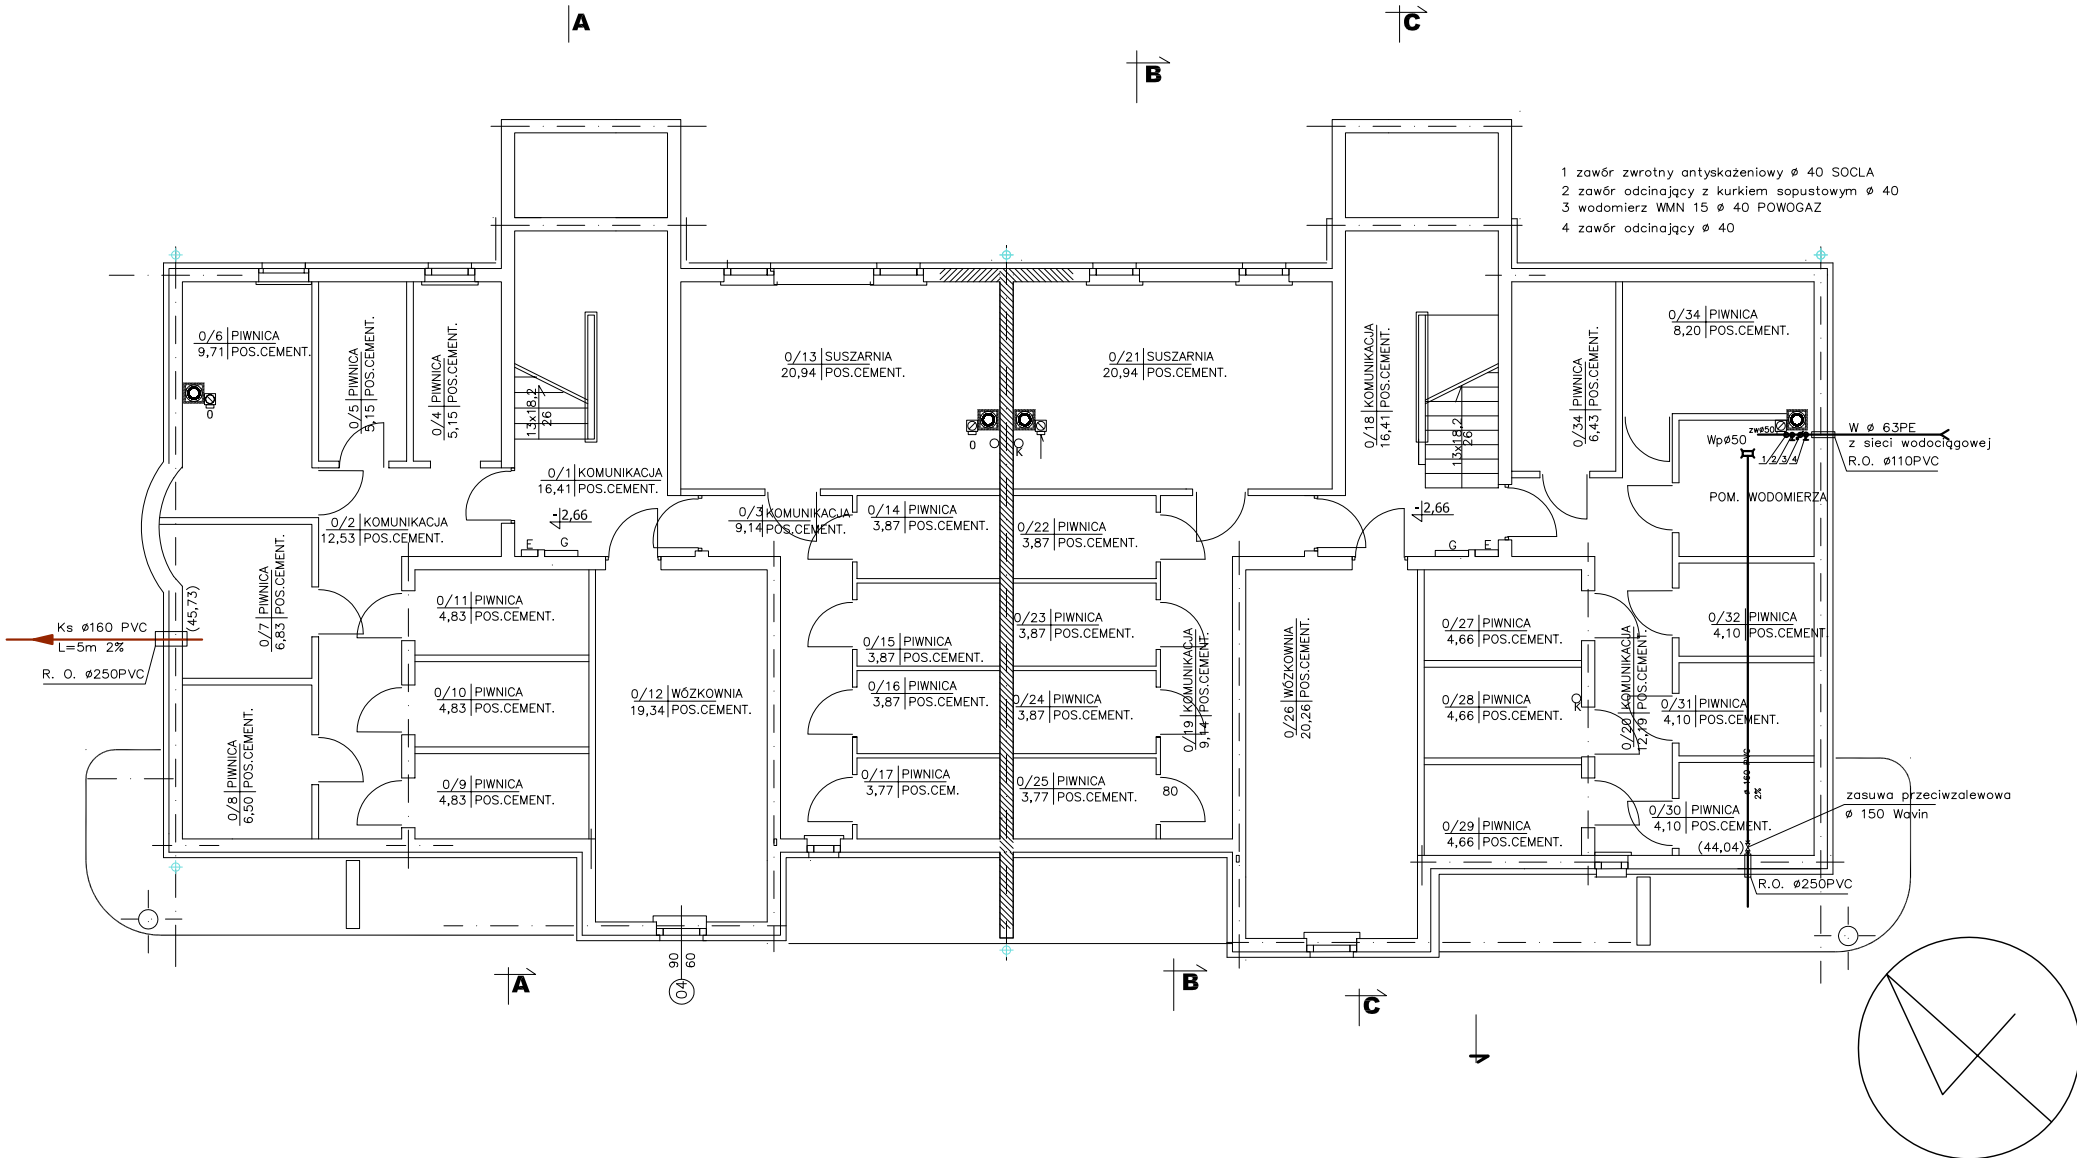 A
C
B
1 zawór zwrotny antyskażeniowy ø 40 SOCLA
2 zawór odcinający z kurkiem sopustowym ø 40
3 wodomierz WMN 15 ø 40 POWOGAZ
4 zawór odcinający ø 40
0/6 PIWNICA
9,71 POS.CEMENT.
0/5 PIWNICA
5,15 POS.CEMENT.
0/4 PIWNICA
5,15 POS.CEMENT.
13x18,2
26
0/13 SUSZARNIA
20,94 POS.CEMENT.
0/21 SUSZARNIA
20,94 POS.CEMENT.
0/18 KOMUNIKACJA
16,41 POS.CEMENT.
13x18,2
26
0/34 PIWNICA
6,43 POS.CEMENT.
0/34 PIWNICA
8,20 POS.CEMENT.
0
0
K
zwø50
Wpø50
1 2 3 4
W ø 63PE
z sieci wodociągowej
R.O. ø110PVC
POM. WODOMIERZA
0/1 KOMUNIKACJA
16,41 POS.CEMENT.
-2,66
E
G
0/2 KOMUNIKACJA
12,53 POS.CEMENT.
0/3 KOMUNIKACJA
9,14 POS.CEMENT.
0/14 PIWNICA
3,87 POS.CEMENT.
0/22 PIWNICA
3,87 POS.CEMENT.
-2,66
G
E
0/7 PIWNICA
6,83 POS.CEMENT.
(45,73)
Ks ø160 PVC
L=5m 2%
R. O. ø250PVC
0/11 PIWNICA
4,83 POS.CEMENT.
0/10 PIWNICA
4,83 POS.CEMENT.
0/9 PIWNICA
4,83 POS.CEMENT.
0/8 PIWNICA
6,50 POS.CEMENT.
0/12 WÓZKOWNIA
19,34 POS.CEMENT.
0/15 PIWNICA
3,87 POS.CEMENT.
0/16 PIWNICA
3,87 POS.CEMENT.
0/17 PIWNICA
3,77 POS.CEM.
0/23 PIWNICA
3,87 POS.CEMENT.
0/24 PIWNICA
3,87 POS.CEMENT.
0/25 PIWNICA
3,77 POS.CEMENT.
80
0/19 KOMUNIKACJA
9,14 POS.CEMENT.
0/26 WÓZKOWNIA
20,26 POS.CEMENT.
0/27 PIWNICA
4,66 POS.CEMENT.
0/28 PIWNICA
4,66 POS.CEMENT.
0/29 PIWNICA
4,66 POS.CEMENT.
K
0/20 KOMUNIKACJA
12,19 POS.CEMENT.
0/32 PIWNICA
4,10 POS.CEMENT.
0/31 PIWNICA
4,10 POS.CEMENT.
0/30 PIWNICA
4,10 POS.CEMENT.
ø 160 PVC
2%
(44,04)
zasuwa przeciwzalewowa
ø 150 Wavin
R.O. ø250PVC
90
60
04
A
B
C